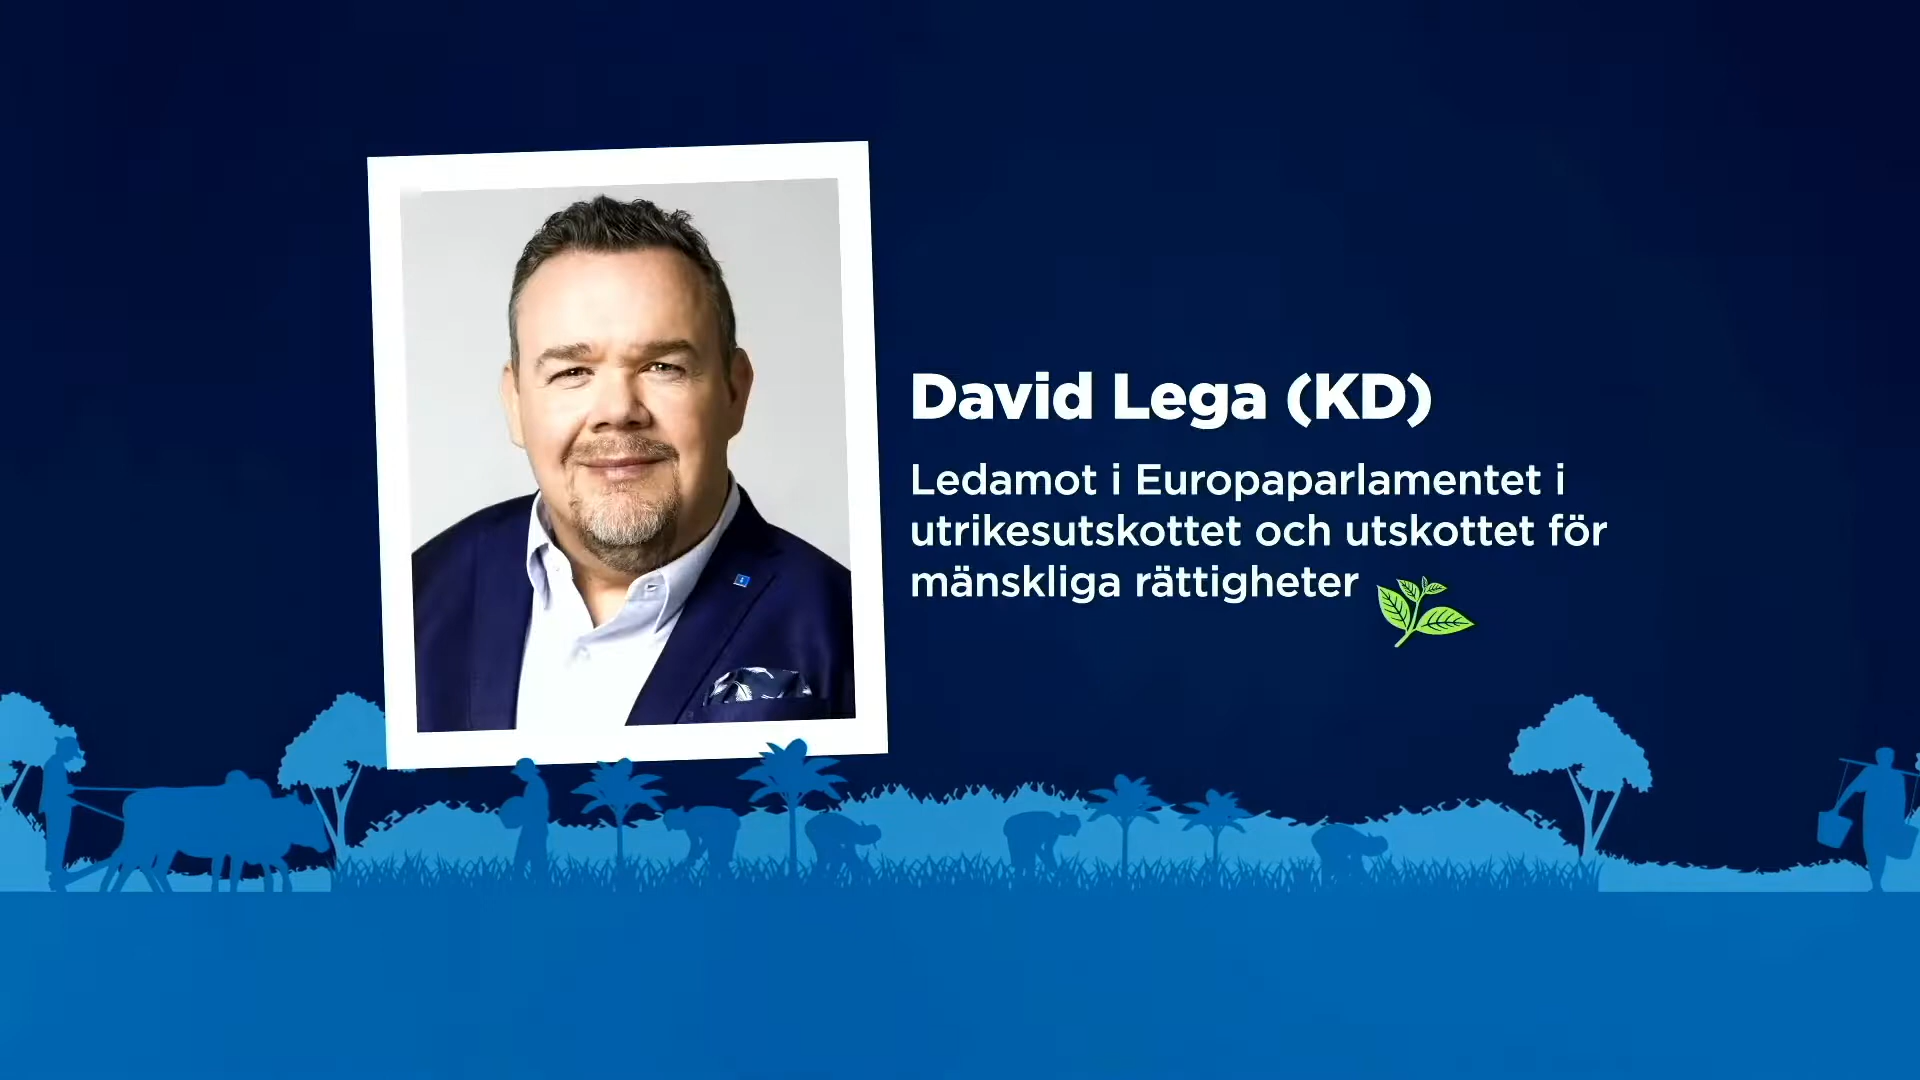 David Lega (KD)
Ledamot i Europaparlamentet i
utrikesutskottet och utskottet för
mänskliga rättigheter